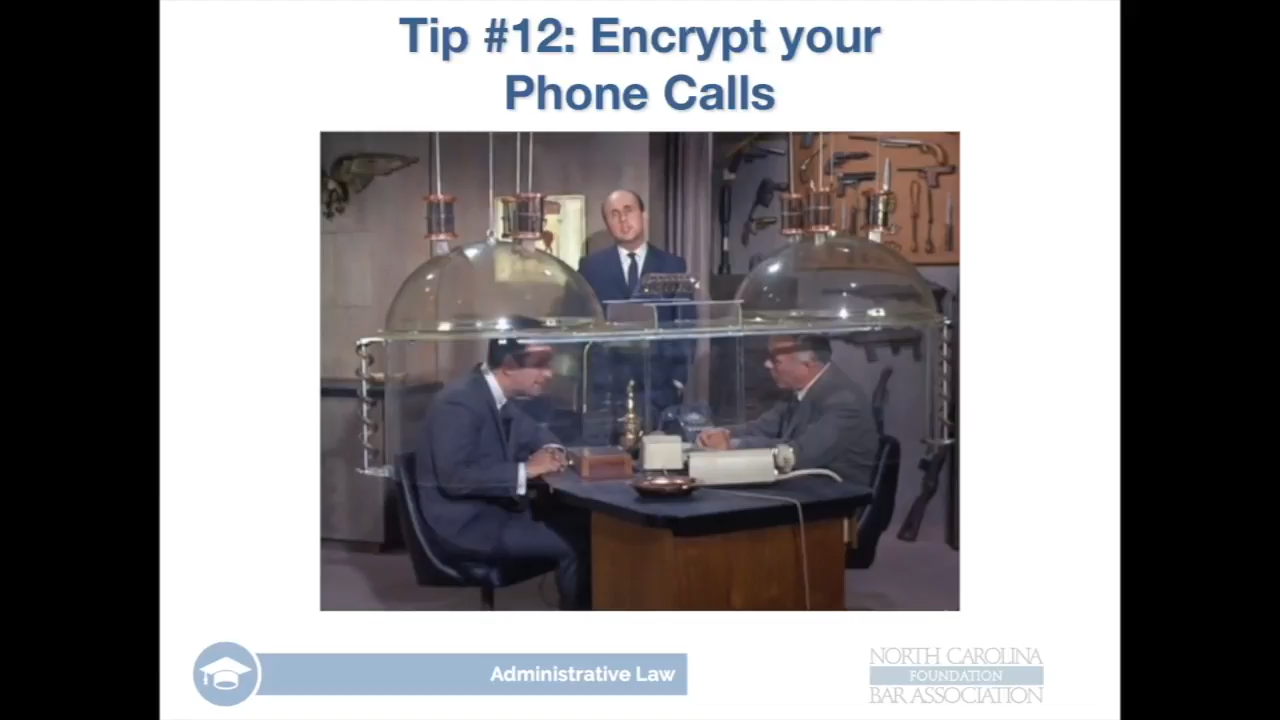 Tip #12: Encrypt your
Phone Calls
Administrative Law
NORTH CAROLINA
FOUNDATION
BAR ASSOCIATION